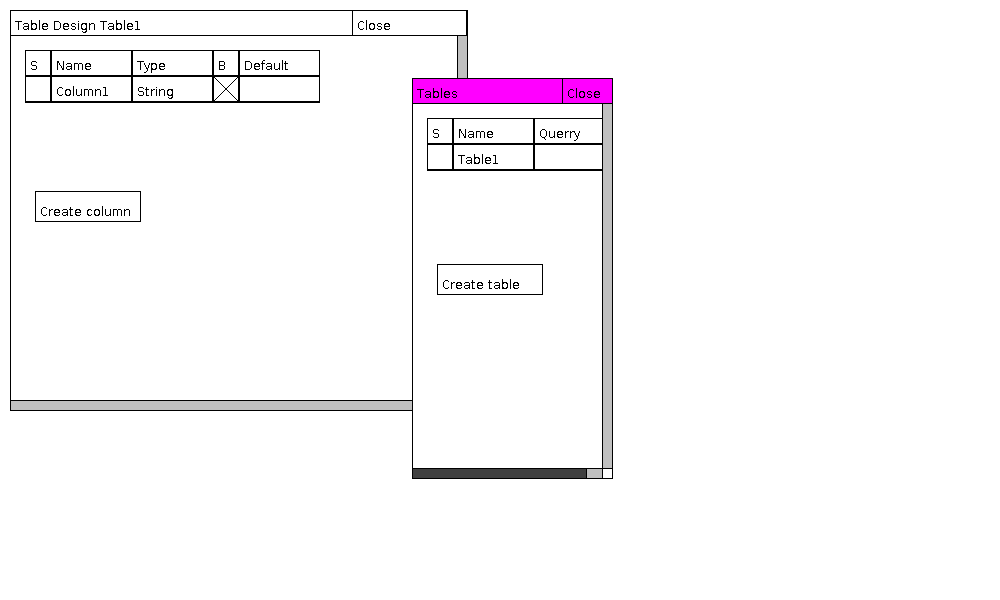 Table Design Table1 Close
S Name Type B Default
Column1 String
Create column
Tables Close
S Name Querry
Table1
Create table